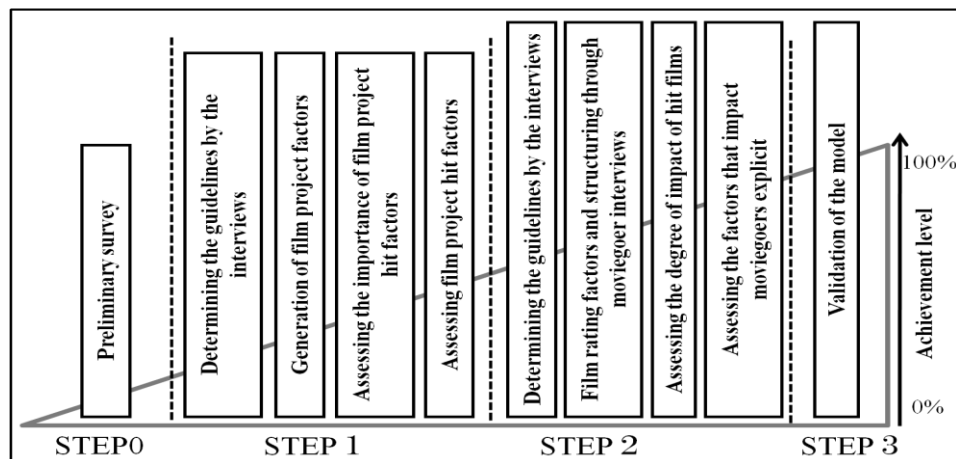 Preliminary survey
Determining the guidelines by the
interviews
Generation of film project factors
Assessing the importance of film project
hit factors
Assessing film project hit factors
Determining the guidelines by the interviews
Film rating factors and structuring through
moviegoer interviews
Assessing the degree of impact of hit films
Assessing the factors that impact
moviegoers explicit
Validation of the model
100%
Achievement level
0%
STEP0
STEP 1
STEP 2
STEP 3